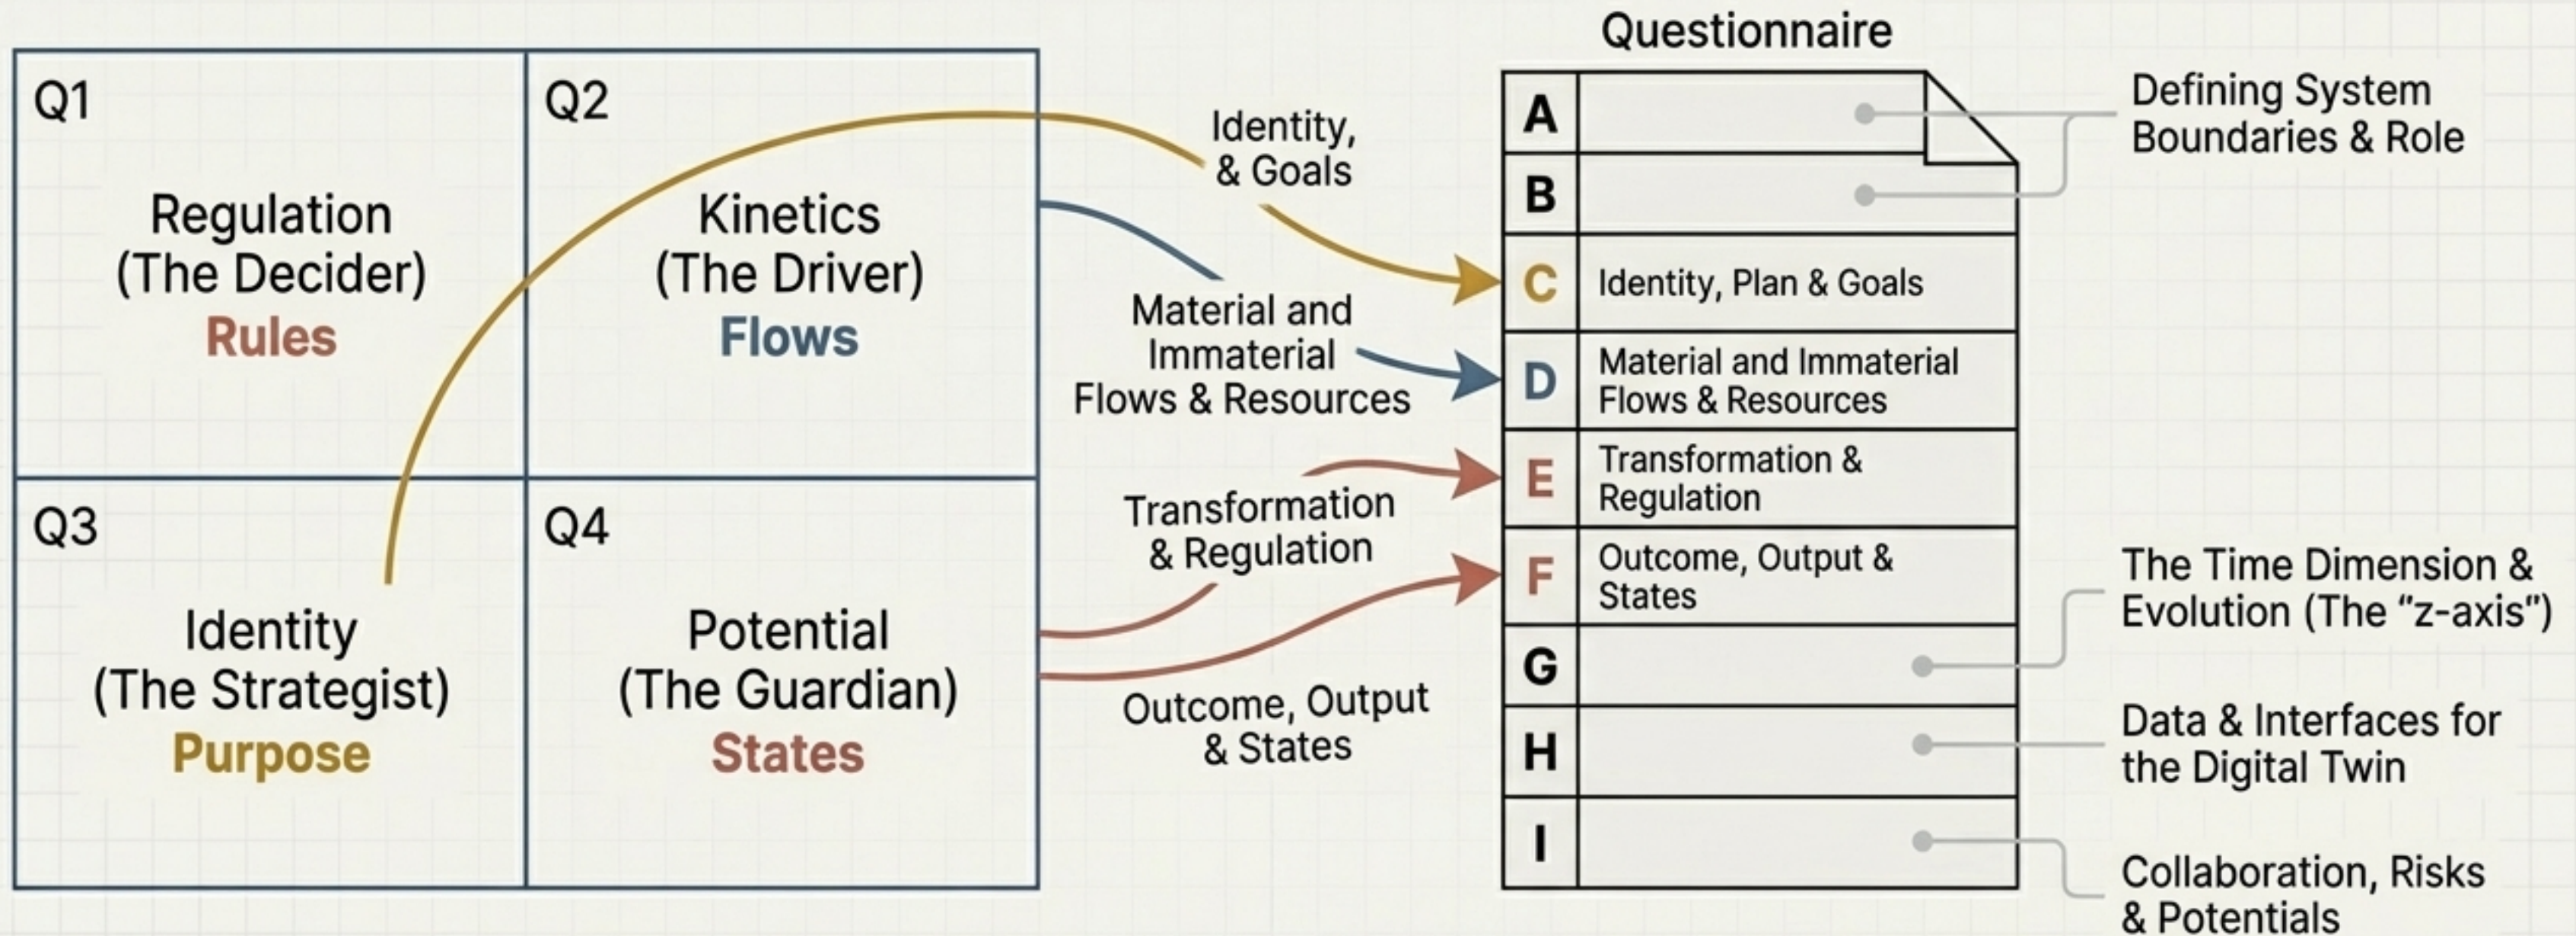 Q1
Regulation
(The Decider)
Rules
Q2
Kinetics
(The Driver)
Flows
Q3
Identity
(The Strategist)
Purpose
Q4
Potential
(The Guardian)
States
Identity,
& Goals
Material and
Immaterial
Flows & Resources
Transformation
& Regulation
Outcome, Output
& States
Questionnaire
A
B
C
Identity, Plan & Goals
D
Material and Immaterial
Flows & Resources
E
Transformation &
Regulation
F
Outcome, Output &
States
G
H
I
Defining System
Boundaries & Role
The Time Dimension &
Evolution (The “z-axis”)
Data & Interfaces for
the Digital Twin
Collaboration, Risks
& Potentials